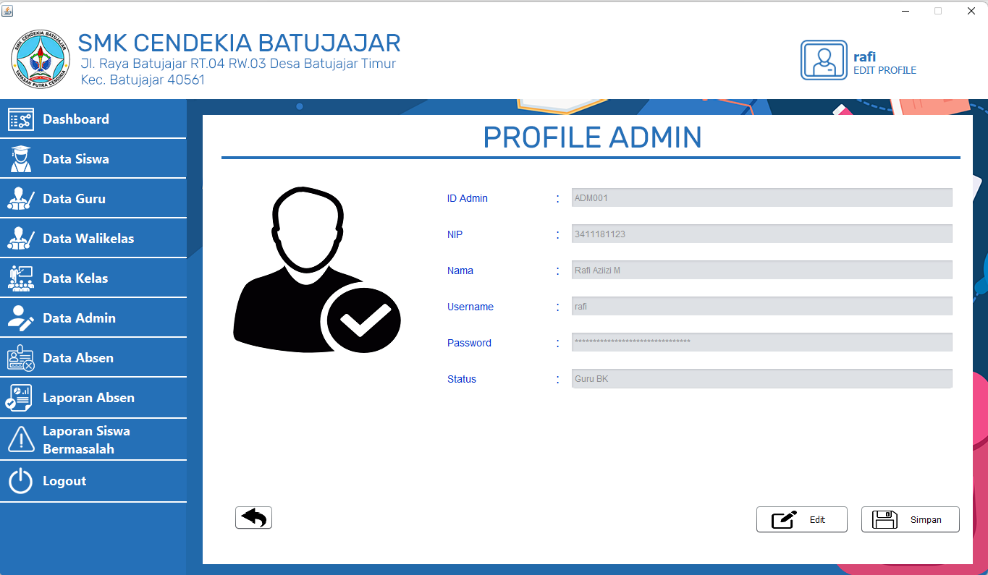 SMK CENDEKIA BATUJAJAR
Jl. Raya Batujajar RT.04 RW.03 Desa Batujajar Timur
Kec. Batujajar 40561
rafi
EDIT PROFILE
Dashboard
Data Siswa
Data Guru
Data Walikelas
Data Kelas
Data Admin
Data Absen
Laporan Absen
Laporan Siswa
Bermasalah
Logout
PROFILE ADMIN
ID Admin : ADM001
NIP : 3411181123
Nama : Rafi Aziizi M
Username : rafi
Password : ********************************
Status : Guru BK
Edit
Simpan